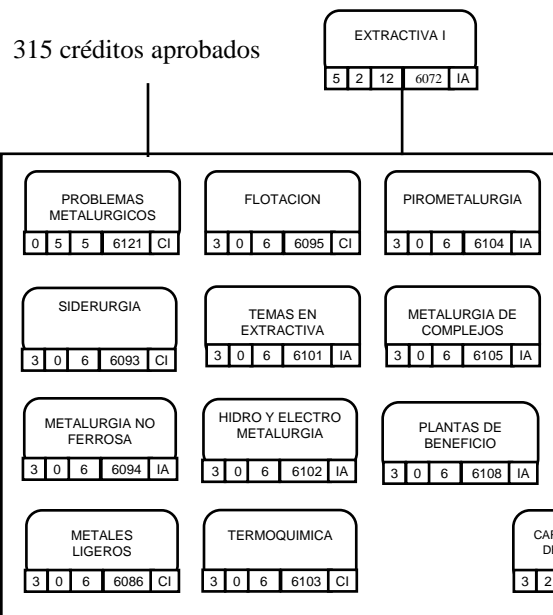 315 créditos aprobados
EXTRACTIVA I
5 2 12 6072 IA
PROBLEMAS
METALURGICOS
0 5 5 6121 CI
FLOTACION
3 0 6 6095 CI
PIROMETALURGIA
3 0 6 6104 IA
SIDERURGIA
3 0 6 6093 CI
TEMAS EN
EXTRACTIVA
3 0 6 6101 IA
METALURGIA DE
COMPLEJOS
3 0 6 6105 IA
METALURGIA NO
FERROSA
3 0 6 6094 IA
HIDRO Y ELECTRO
METALURGIA
3 0 6 6102 IA
PLANTAS DE
BENEFICIO
3 0 6 6108 IA
METALES
LIGEROS
3 0 6 6086 CI
TERMOQUIMICA
3 0 6 6103 CI
3 2